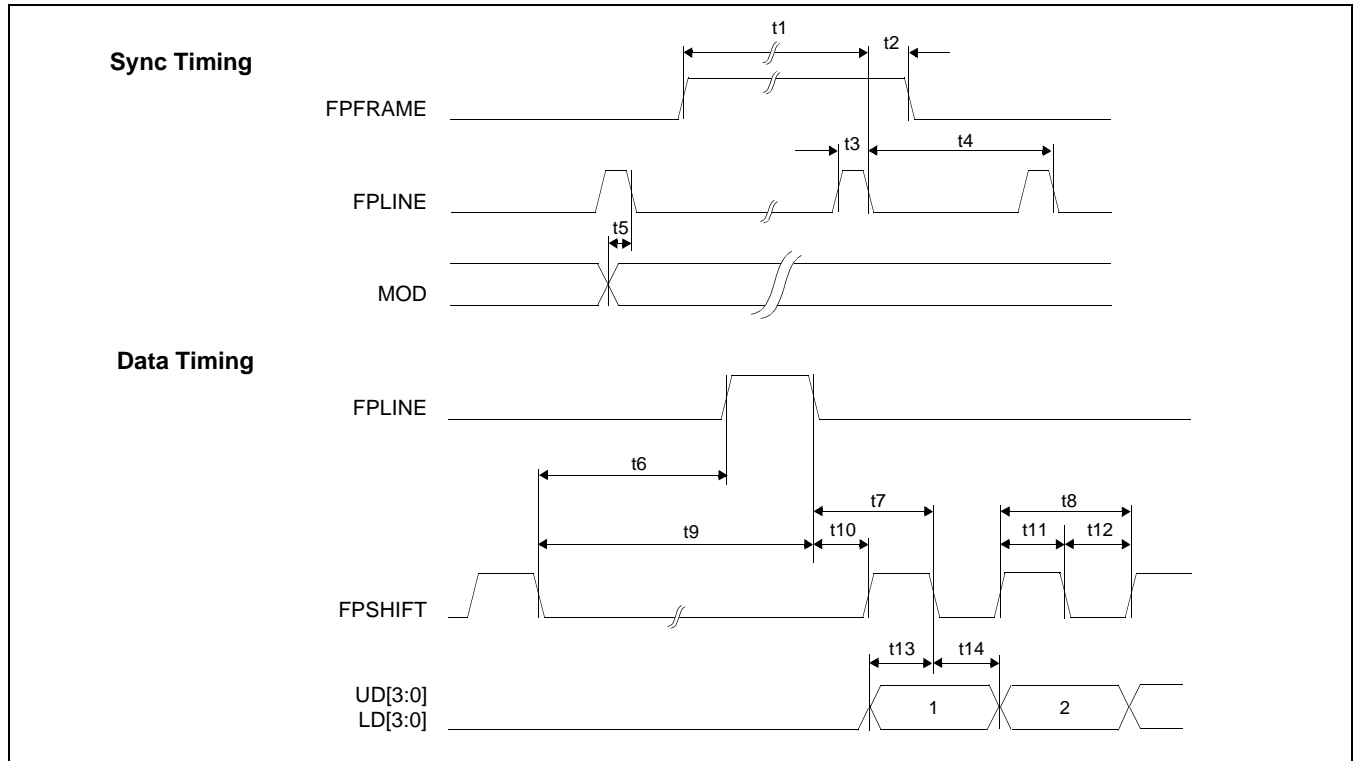 t1
t2
Sync Timing
FPFRAME
t3
t4
FPLINE
t5
MOD
Data Timing
FPLINE
t6
t7
t8
t9
t10
t11
t12
FPSHIFT
t13
t14
UD[3:0]
LD[3:0]
1
2